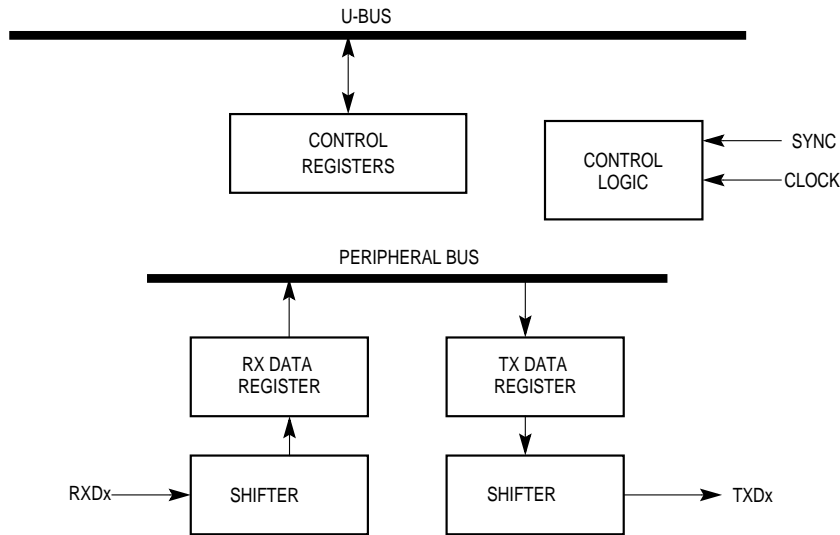 U-BUS
CONTROL
REGISTERS
CONTROL
LOGIC
SYNC
CLOCK
PERIPHERAL BUS
RX DATA
REGISTER
TX DATA
REGISTER
RXDx
SHIFTER
SHIFTER
TXDx